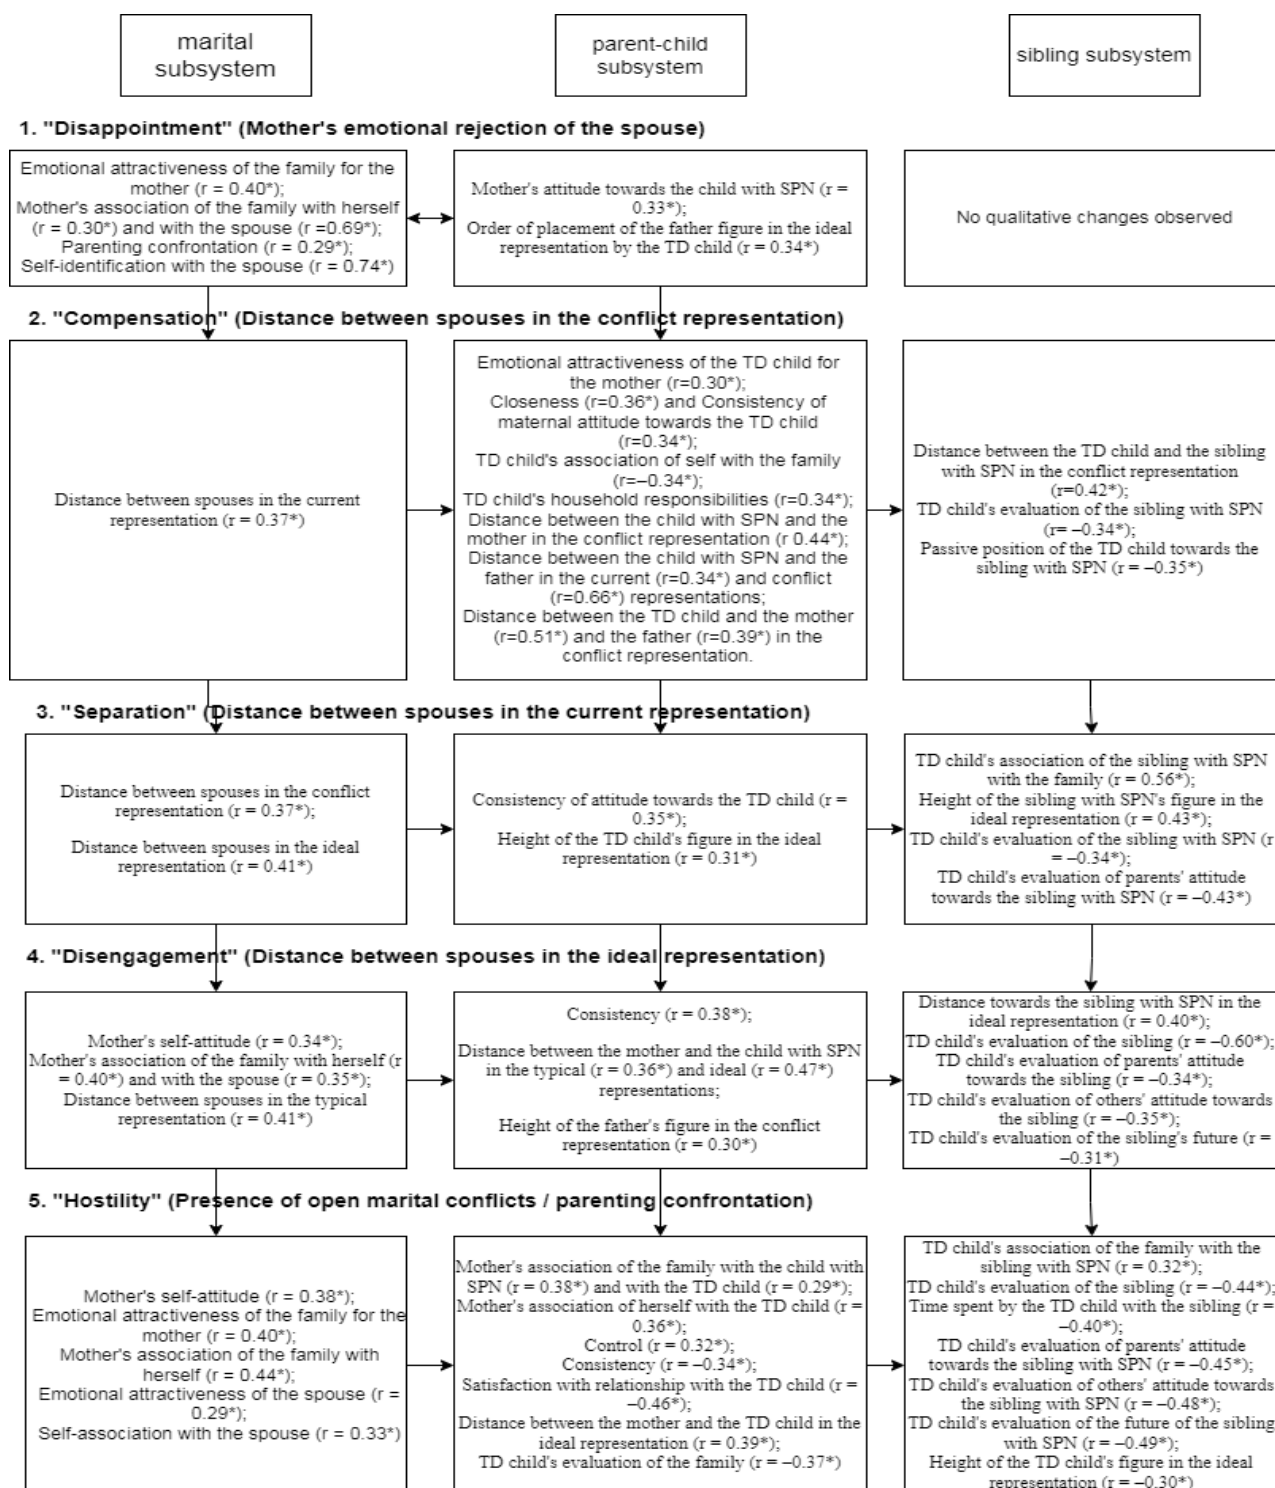 marital
subsystem
parent-child
subsystem
sibling subsystem
1. "Disappointment" (Mother's emotional rejection of the spouse)
Emotional attractiveness of the family for the
mother (r = 0.40*);
Mother's association of the family with herself
(r = 0.30*) and with the spouse (r =0.69*);
Parenting confrontation (r = 0.29*);
Self-identification with the spouse (r = 0.74*)
Mother's attitude towards the child with SPN (r =
0.33*);
Order of placement of the father figure in the ideal
representation by the TD child (r = 0.34*)
No qualitative changes observed
2. "Compensation" (Distance between spouses in the conflict representation)
Distance between spouses in the current
representation (r = 0.37*)
Emotional attractiveness of the TD child for
the mother (r=0.30*);
Closeness (r=0.36*) and Consistency of
maternal attitude towards the TD child
(r=0.34*);
TD child's association of self with the family
(r=–0.34*);
TD child's household responsibilities (r=0.34*);
Distance between the child with SPN and the
mother in the conflict representation (r 0.44*);
Distance between the child with SPN and the
father in the current (r=0.34*) and conflict
(r=0.66*) representations;
Distance between the TD child and the mother
(r=0.51*) and the father (r=0.39*) in the
conflict representation.
Distance between the TD child and the sibling
with SPN in the conflict representation
(r=0.42*);
TD child's evaluation of the sibling with SPN
(r= –0.34*);
Passive position of the TD child towards the
sibling with SPN (r = –0.35*)
3. "Separation" (Distance between spouses in the current representation)
Distance between spouses in the conflict
representation (r = 0.37*);
Distance between spouses in the ideal
representation (r = 0.41*)
Consistency of attitude towards the TD child (r =
0.35*);
Height of the TD child's figure in the ideal
representation (r = 0.31*)
TD child's association of the sibling with SPN
with the family (r = 0.56*);
Height of the sibling with SPN's figure in the
ideal representation (r = 0.43*);
TD child's evaluation of the sibling with SPN (r
= –0.34*);
TD child's evaluation of parents' attitude
towards the sibling with SPN (r = –0.43*)
4. "Disengagement" (Distance between spouses in the ideal representation)
Mother's self-attitude (r = 0.34*);
Mother's association of the family with herself (r
= 0.40*) and with the spouse (r = 0.35*);
Distance between spouses in the typical
representation (r = 0.41*)
Consistency (r = 0.38*);
Distance between the mother and the child with SPN
in the typical (r = 0.36*) and ideal (r = 0.47*)
representations;
Height of the father's figure in the conflict
representation (r = 0.30*)
Distance towards the sibling with SPN in the
ideal representation (r = 0.40*);
TD child's evaluation of the sibling (r = –0.60*);
TD child's evaluation of parents' attitude
towards the sibling (r = –0.34*);
TD child's evaluation of others' attitude towards
the sibling (r = –0.35*);
TD child's evaluation of the sibling's future (r =
–0.31*)
5. "Hostility" (Presence of open marital conflicts / parenting confrontation)
Mother's self-attitude (r = 0.38*);
Emotional attractiveness of the family for the
mother (r = 0.40*);
Mother's association of the family with
herself (r = 0.44*);
Emotional attractiveness of the spouse (r =
0.29*);
Self-association with the spouse (r = 0.33*)
Mother's association of the family with the child with
SPN (r = 0.38*) and with the TD child (r = 0.29*);
Mother's association of herself with the TD child (r =
0.36*);
Control (r = 0.32*);
Consistency (r = –0.34*);
Satisfaction with relationship with the TD child (r =
–0.46*);
Distance between the mother and the TD child in the
ideal representation (r = 0.39*);
TD child's evaluation of the family (r = –0.37*)
TD child's association of the family with the
sibling with SPN (r = 0.32*);
TD child's evaluation of the sibling (r = –0.44*);
Time spent by the TD child with the sibling (r =
–0.40*);
TD child's evaluation of parents' attitude
towards the sibling with SPN (r = –0.45*);
TD child's evaluation of others' attitude towards
the sibling with SPN (r = –0.48*);
TD child's evaluation of the future of the sibling
with SPN (r = –0.49*);
Height of the TD child's figure in the ideal
representation (r = –0.30*)